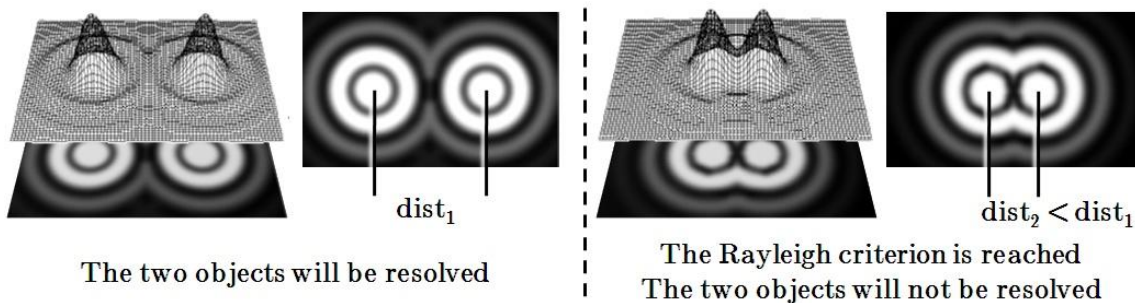 dist₁
dist₂ < dist₁
The two objects will be resolved
The Rayleigh criterion is reached
The two objects will not be resolved